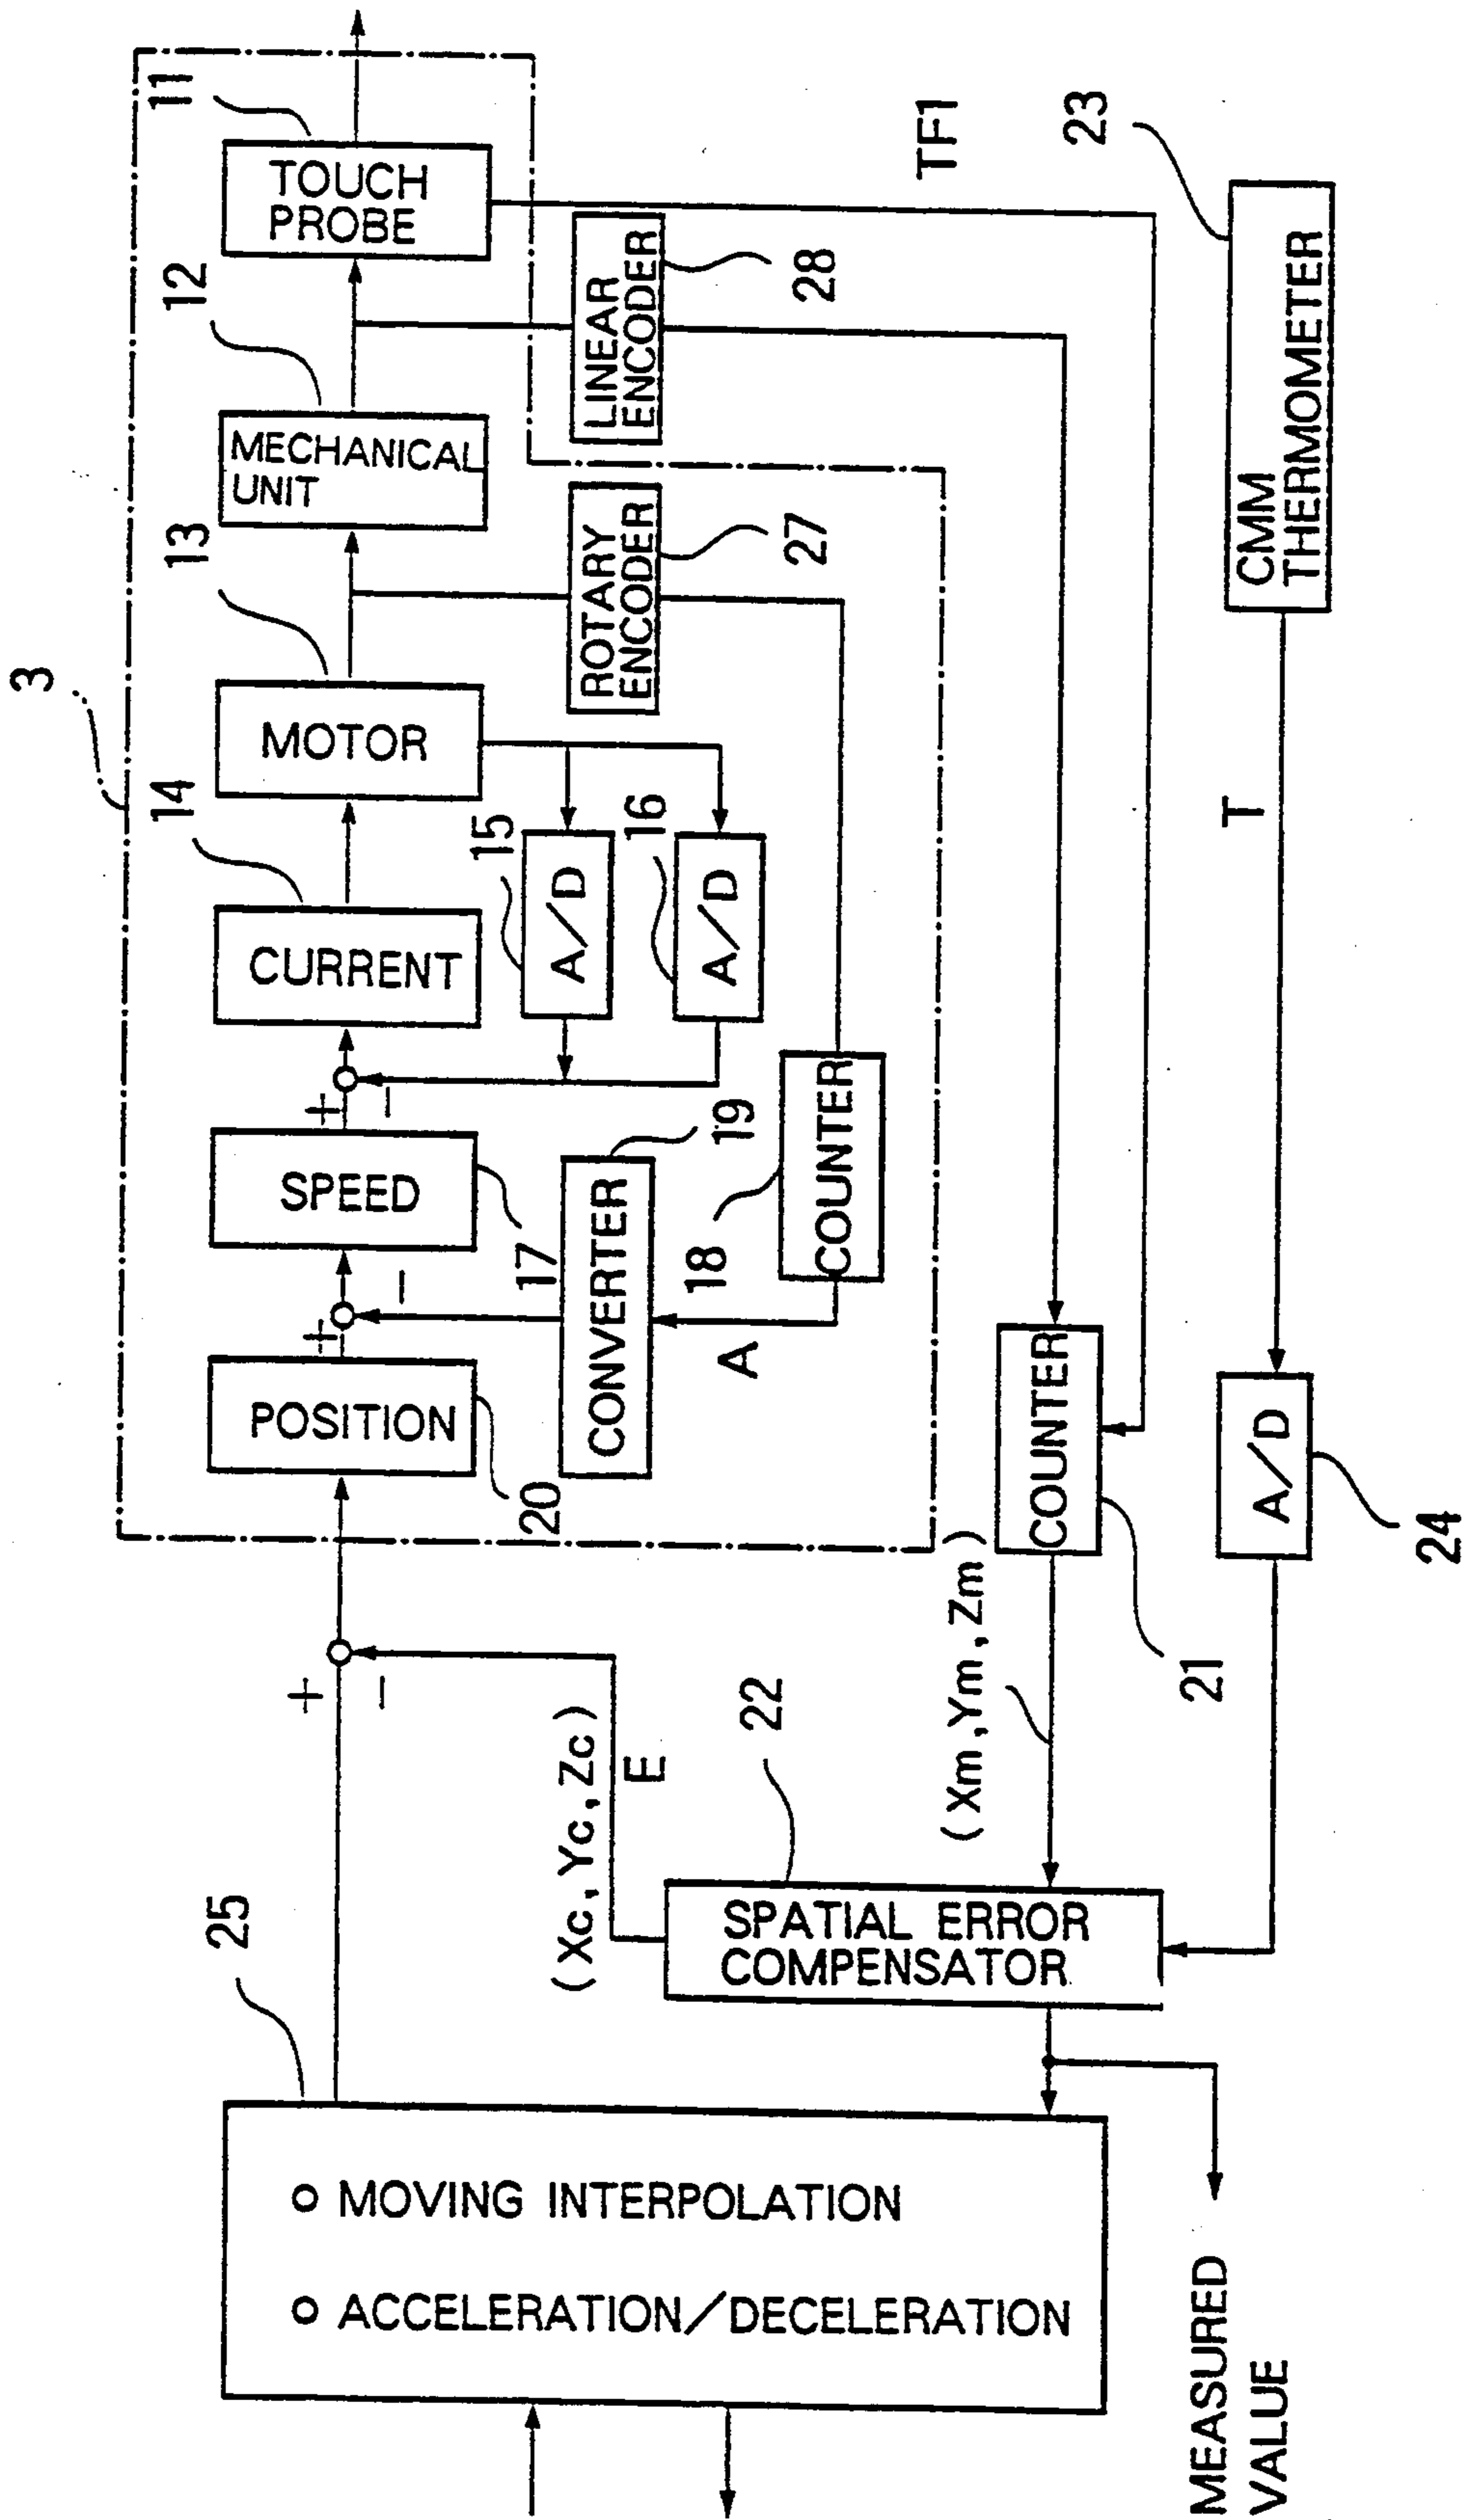 3
25
○ MOVING INTERPOLATION
○ ACCELERATION/DECELERATION
+
−
20
POSITION
+
−
17
SPEED
+
−
14
CURRENT
13
MOTOR
12
MECHANICAL
UNIT
11
TOUCH
PROBE
15
A/D
16
A/D
19
CONVERTER
18
COUNTER
A
27
ROTARY
ENCODER
28
LINEAR
ENCODER
TF1
(Xc,Yc,Zc)
E
22
SPATIAL ERROR
COMPENSATOR
(Xm,Ym,Zm)
21
COUNTER
24
A/D
T
23
CMM
THERMOMETER
MEASURED
VALUE